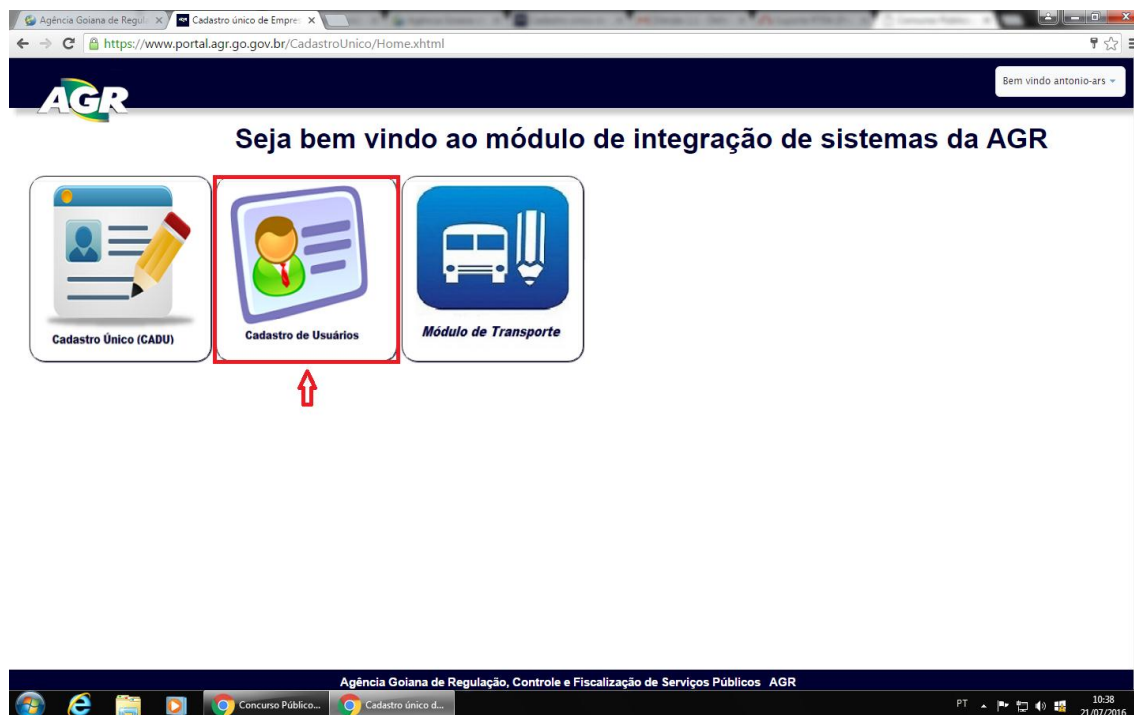 Agência Goiana de Regul
Cadastro único de Empre
https://www.portal.agr.go.gov.br/CadastroUnico/Home.xhtml
AGR
Bem vindo antonio-ars
Seja bem vindo ao módulo de integração de sistemas da AGR
Cadastro Único (CADU)
Cadastro de Usuários
Módulo de Transporte
Agência Goiana de Regulação, Controle e Fiscalização de Serviços Públicos AGR
Concurso Público...
Cadastro único d...
PT
10:38
21/07/2016